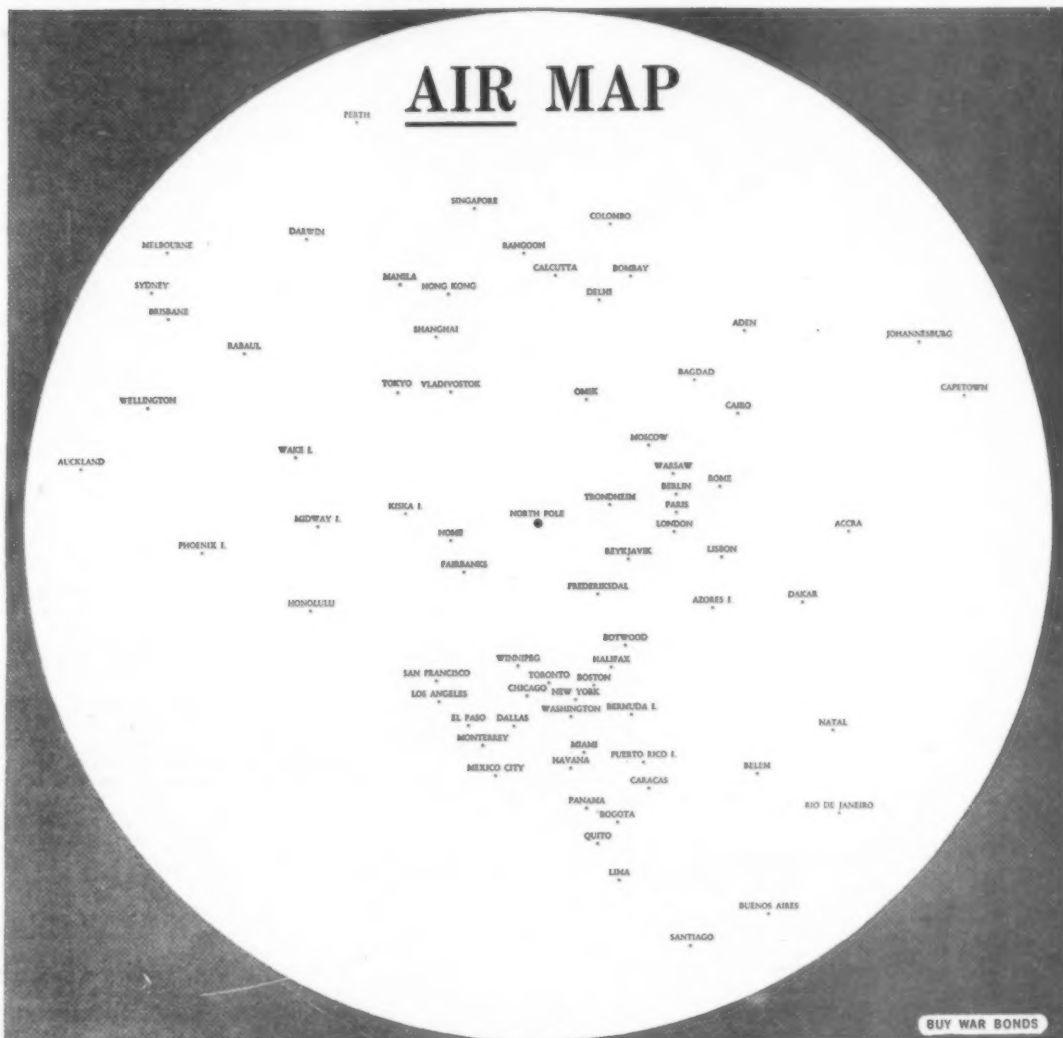 AIR MAP
PERTH
SINGAPORE
COLOMBO
DARWIN
MELBOURNE
RANGOON
CALCUTTA
BOMBAY
MANILA
HONG KONG
SYDNEY
DELHI
BRISBANE
ADEN
SHANGHAI
JOHANNESBURG
RABAUL
BAGDAD
TOKYO
VLADIVOSTOK
OMSK
CAPETOWN
WELLINGTON
CAIRO
MOSCOW
WAKE I.
AUCKLAND
WARSAW
ROME
BERLIN
TRONDHEIM
PARIS
KISKA I.
NORTH POLE
MIDWAY I.
LONDON
ACCRA
NOME
PHOENIX I.
REYKJAVIK
LISBON
FAIRBANKS
FREDERIKSDAL
DAKAR
HONOLULU
AZORES I.
BOTWOOD
WINNIPEG
HALIFAX
SAN FRANCISCO
TORONTO
BOSTON
LOS ANGELES
CHICAGO
NEW YORK
WASHINGTON
BERMUDA I.
EL PASO
DALLAS
NATAL
MONTERREY
MIAMI
PUERTO RICO I.
HAVANA
BELEM
MEXICO CITY
CARACAS
PANAMA
RIO DE JANEIRO
BOGOTA
QUITO
LIMA
BUENOS AIRES
SANTIAGO
BUY WAR BONDS